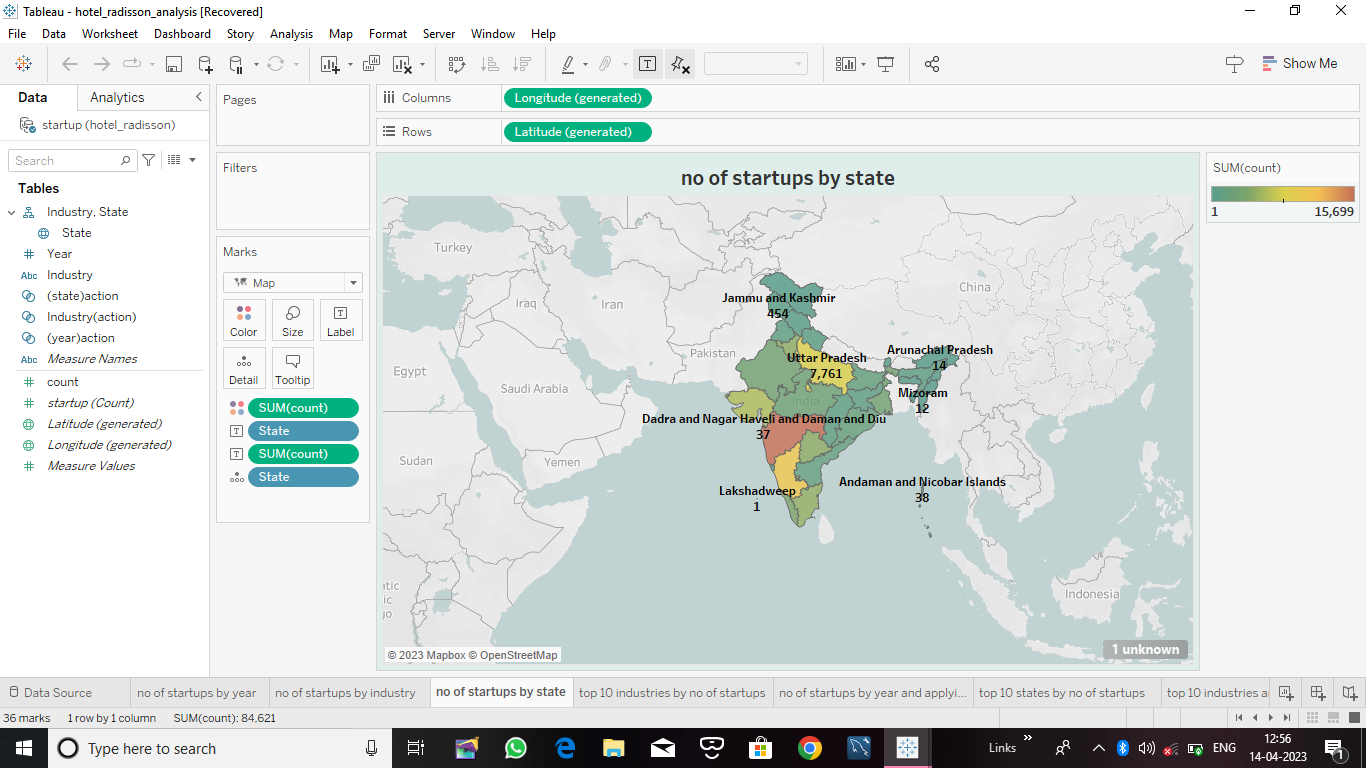 Tableau - hotel_radisson_analysis [Recovered]
File Data Worksheet Dashboard Story Analysis Map Format Server Window Help
Show Me
Data Analytics
startup (hotel_radisson)
Search
Tables
Industry, State
State
Year
Abc Industry
(state)action
Industry(action)
(year)action
Abc Measure Names
count
startup (Count)
Latitude (generated)
Longitude (generated)
Measure Values
Pages
Filters
Marks
Map
Color Size Label
Detail Tooltip
SUM(count)
State
SUM(count)
State
Columns Longitude (generated)
Rows Latitude (generated)
no of startups by state
Turkey
China
Jammu and Kashmir
454
Iraq
Iran
Pakistan
Arunachal Pradesh
14
Uttar Pradesh
7,761
Egypt
Saudi Arabia
Mizoram
12
India
Dadra and Nagar Haveli and Daman and Diu
37
Sudan
Yemen
Andaman and Nicobar Islands
38
Lakshadweep
1
atic
ic
go
Indonesia
1 unknown
© 2023 Mapbox © OpenStreetMap
SUM(count)
1 15,699
Data Source no of startups by year no of startups by industry no of startups by state top 10 industries by no of startups no of startups by year and applyi... top 10 states by no of startups top 10 industries a
36 marks 1 row by 1 column SUM(count): 84,621
Type here to search
Links
ENG
12:56
14-04-2023
1